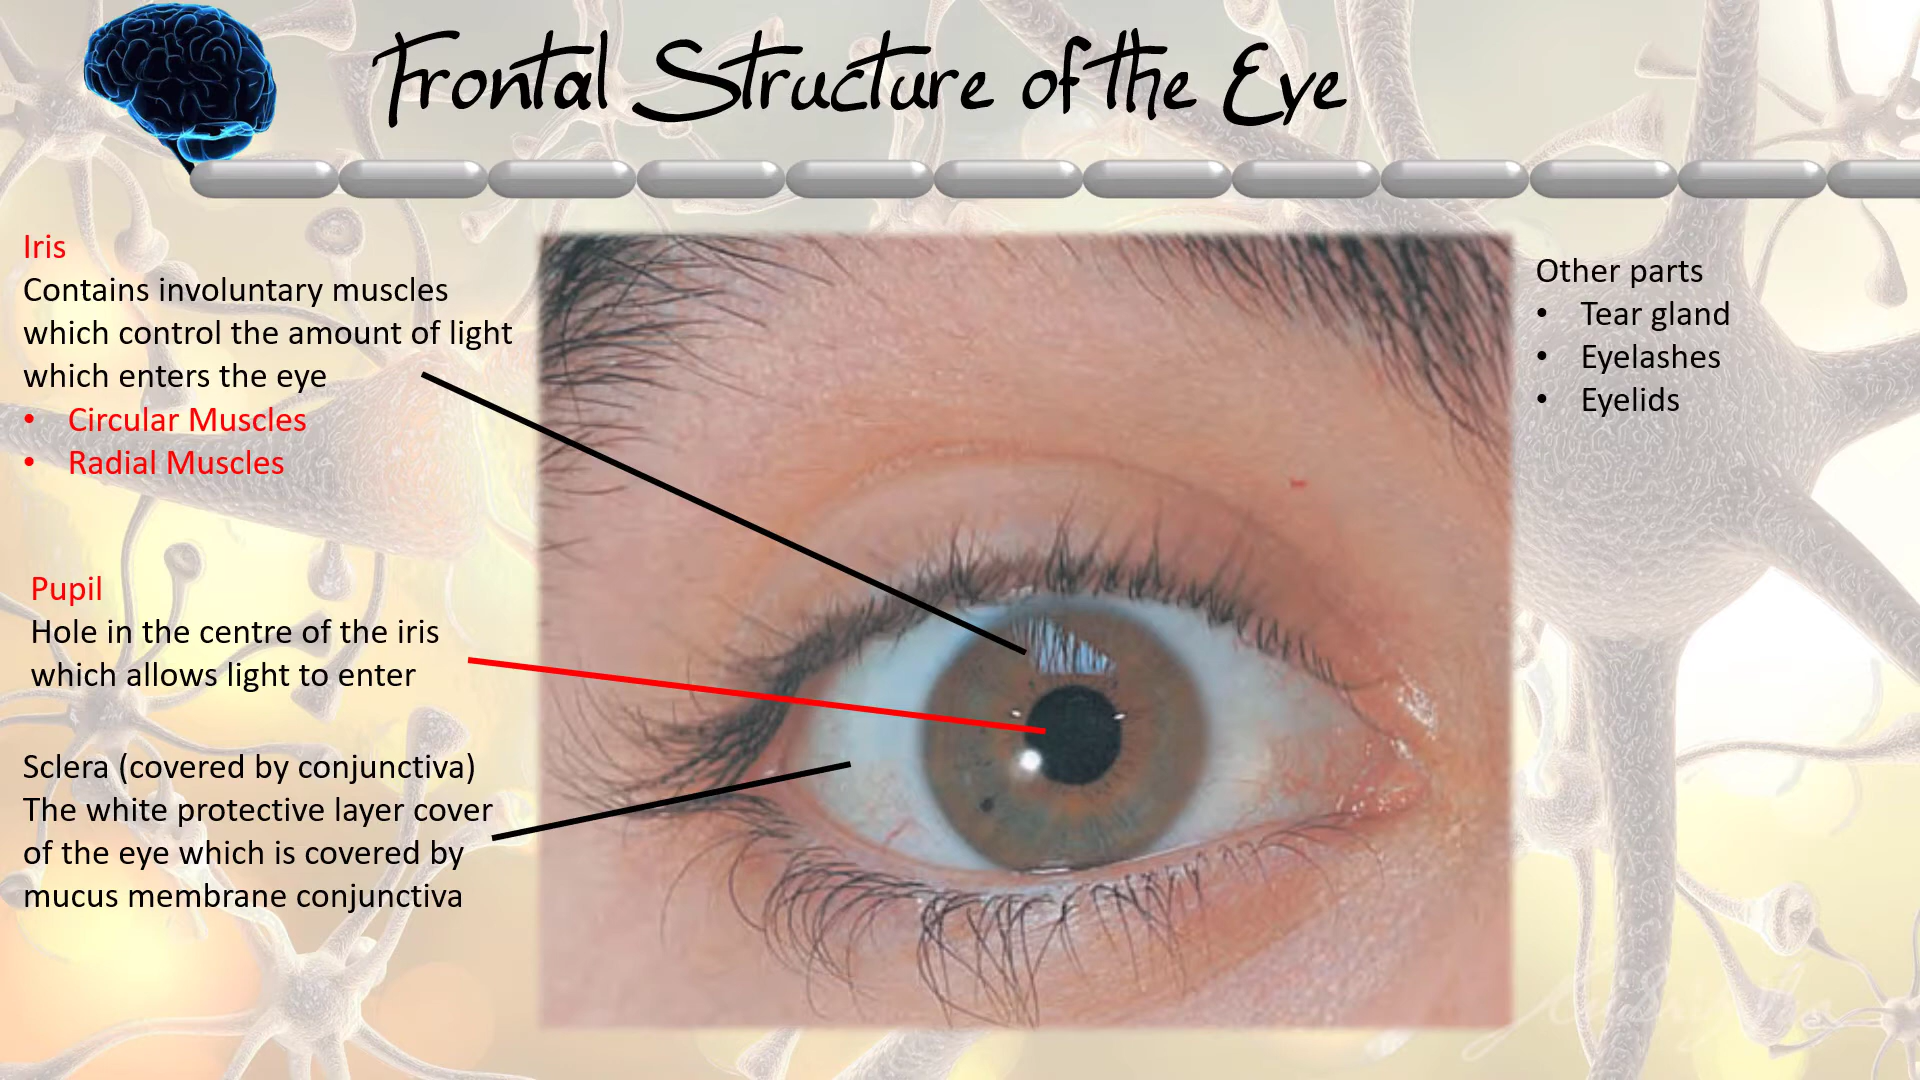 Frontal Structure of the Eye
Iris
Contains involuntary muscles
which control the amount of light
which enters the eye
• Circular Muscles
• Radial Muscles
Pupil
Hole in the centre of the iris
which allows light to enter
Sclera (covered by conjunctiva)
The white protective layer cover
of the eye which is covered by
mucus membrane conjunctiva
Other parts
• Tear gland
• Eyelashes
• Eyelids